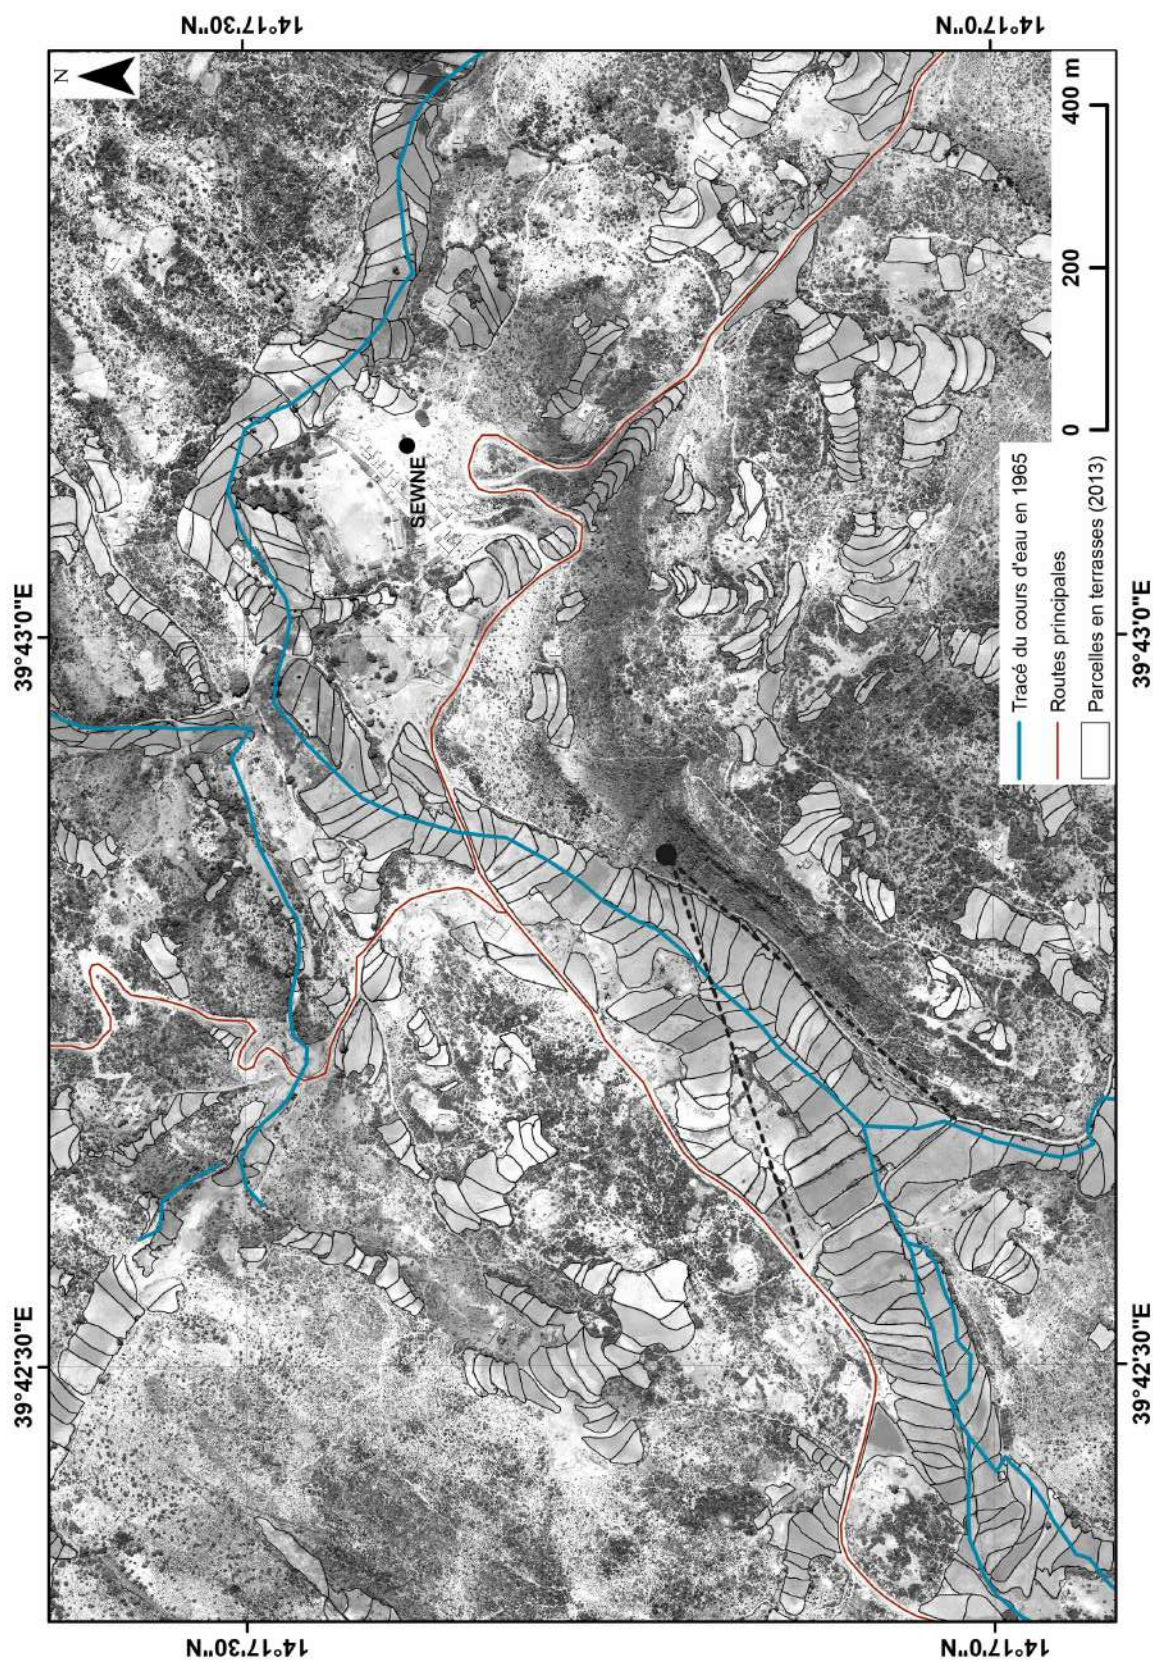 14°17'30"N
14°17'0"N
N
39°43'0"E
39°43'0"E
SEWNE
400 m
200
0
Tracé du cours d'eau en 1965
Routes principales
Parcelles en terrasses (2013)
39°42'30"E
39°42'30"E
14°17'30"N
14°17'0"N